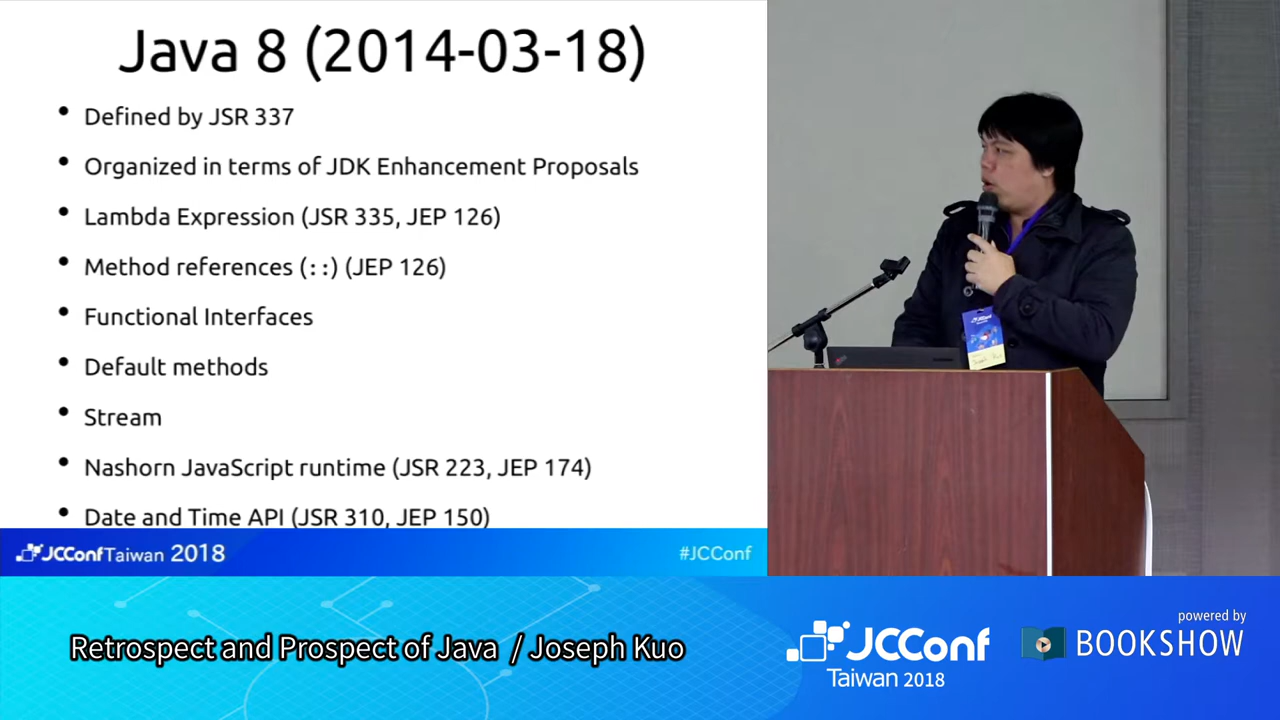 Java 8 (2014-03-18)
• Defined by JSR 337
• Organized in terms of JDK Enhancement Proposals
• Lambda Expression (JSR 335, JEP 126)
• Method references (::) (JEP 126)
• Functional Interfaces
• Default methods
• Stream
• Nashorn JavaScript runtime (JSR 223, JEP 174)
• Date and Time API (JSR 310, JEP 150)
JCConf Taiwan 2018
#JCConf
Retrospect and Prospect of Java / Joseph Kuo
JCConf
Taiwan 2018
powered by
BOOKSHOW